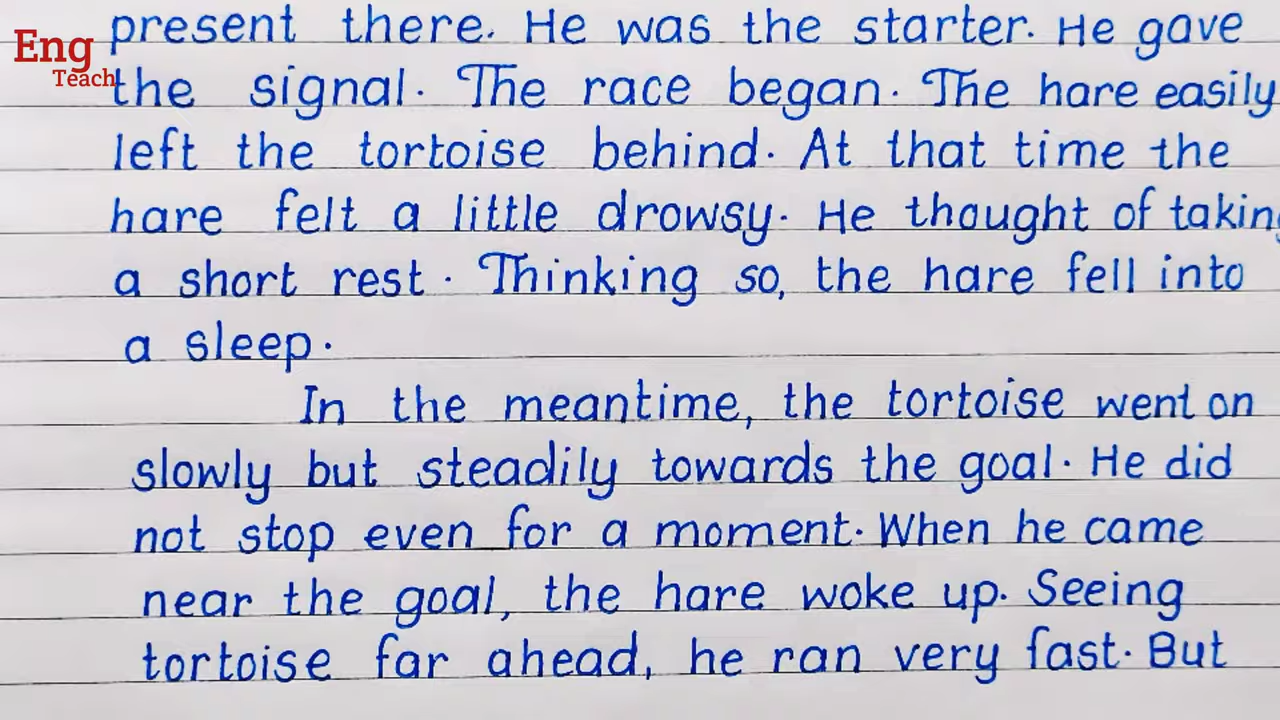 Eng
Teach
present there. He was the starter. He gave
the signal. The race began. The hare easily
left the tortoise behind. At that time the
hare felt a little drowsy. He thought of taking
a short rest. Thinking so, the hare fell into
a sleep.
In the meantime, the tortoise went on
slowly but steadily towards the goal. He did
not stop even for a moment. When he came
near the goal, the hare woke up. Seeing
tortoise far ahead, he ran very fast. But